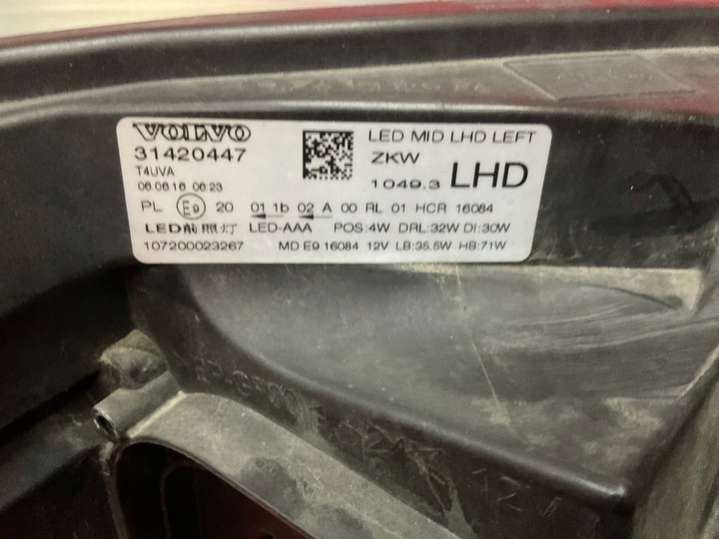 VOLVO
31420447
T4UVA
06.06.16 06:23
LED MID LHD LEFT
ZKW
1049.3 LHD
PL E9 20 01 1b 02 A 00 RL 01 HCR 16084
LED前照灯 LED-AAA POS:4W DRL:32W DI:30W
107200023267 MD E9 16084 12V LB:35.5W HB:71W